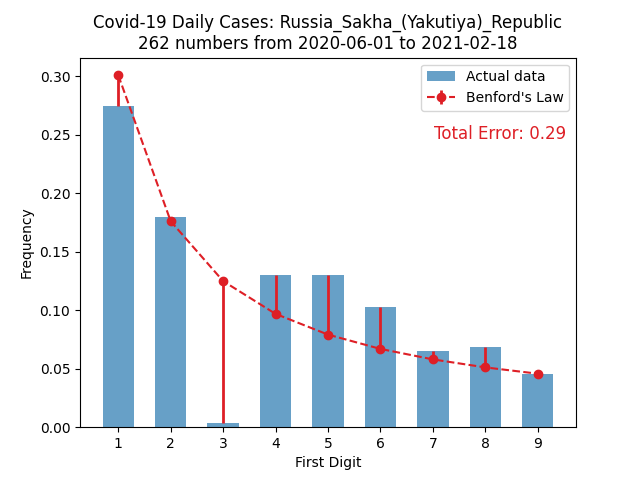 Covid-19 Daily Cases: Russia_Sakha_(Yakutiya)_Republic
262 numbers from 2020-06-01 to 2021-02-18
Actual data
Benford's Law
Total Error: 0.29
Frequency
0.30
0.25
0.20
0.15
0.10
0.05
0.00
1 2 3 4 5 6 7 8 9
First Digit